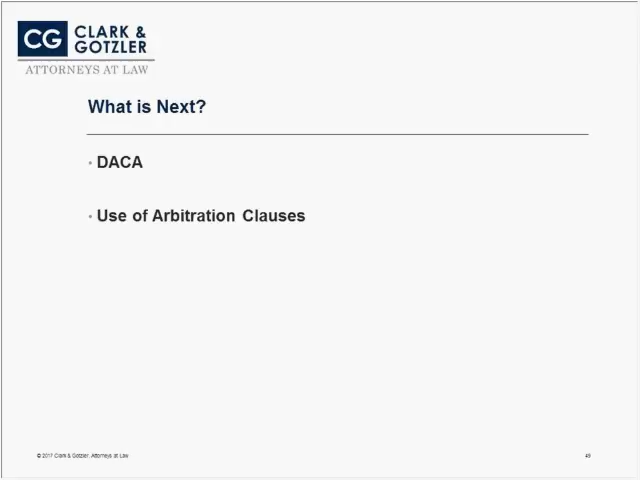 CG CLARK &
GOTZLER
ATTORNEYS AT LAW
What is Next?
• DACA
• Use of Arbitration Clauses
© 2017 Clark & Gotzler, Attorneys at Law
49